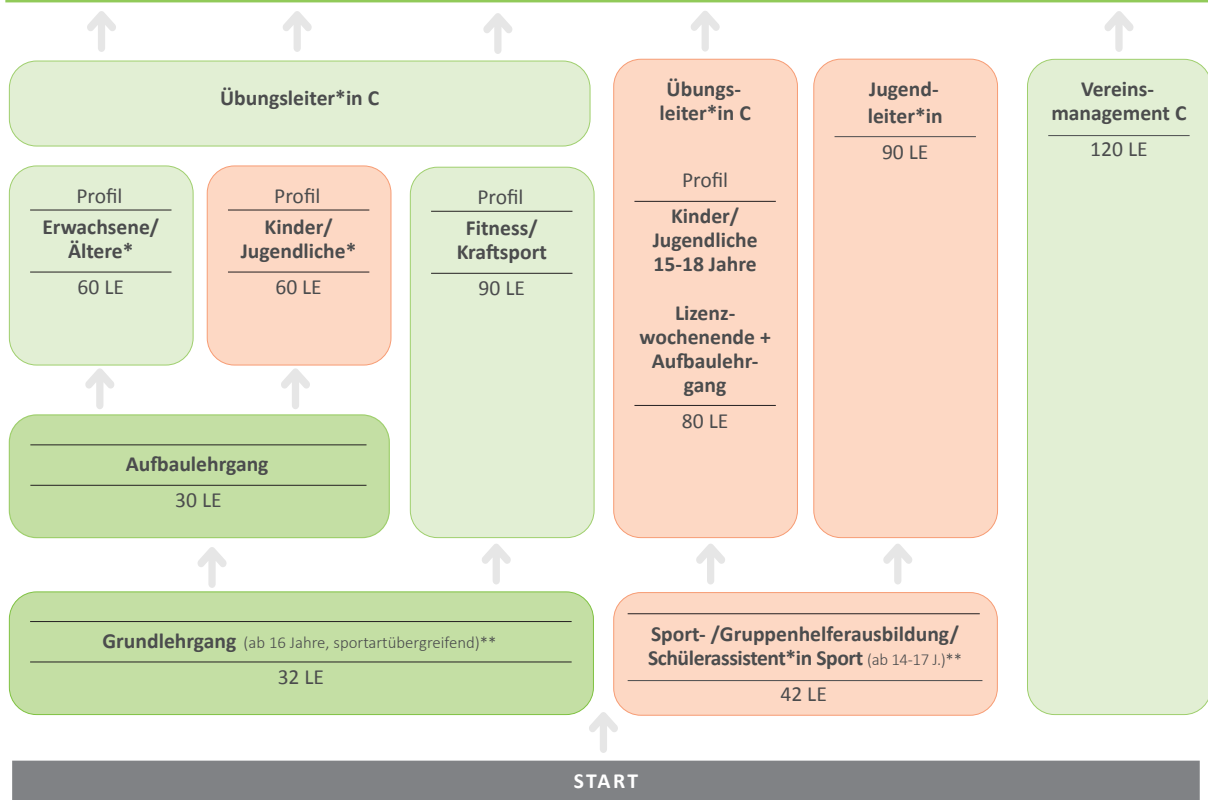 Übungsleiter*in C
Profil
Erwachsene/
Ältere*
60 LE
Profil
Kinder/
Jugendliche*
60 LE
Profil
Fitness/
Kraftsport
90 LE
Aufbaulehrgang
30 LE
Grundlehrgang (ab 16 Jahre, sportartübergreifend)**
32 LE
Übungs-
leiter*in C
Profil
Kinder/
Jugendliche
15-18 Jahre
Lizenz-
wochenende +
Aufbaulehr-
gang
80 LE
Jugend-
leiter*in
90 LE
Sport- /Gruppenhelferausbildung/
Schülerassistent*in Sport (ab 14-17 J.)**
42 LE
Vereins-
management C
120 LE
START